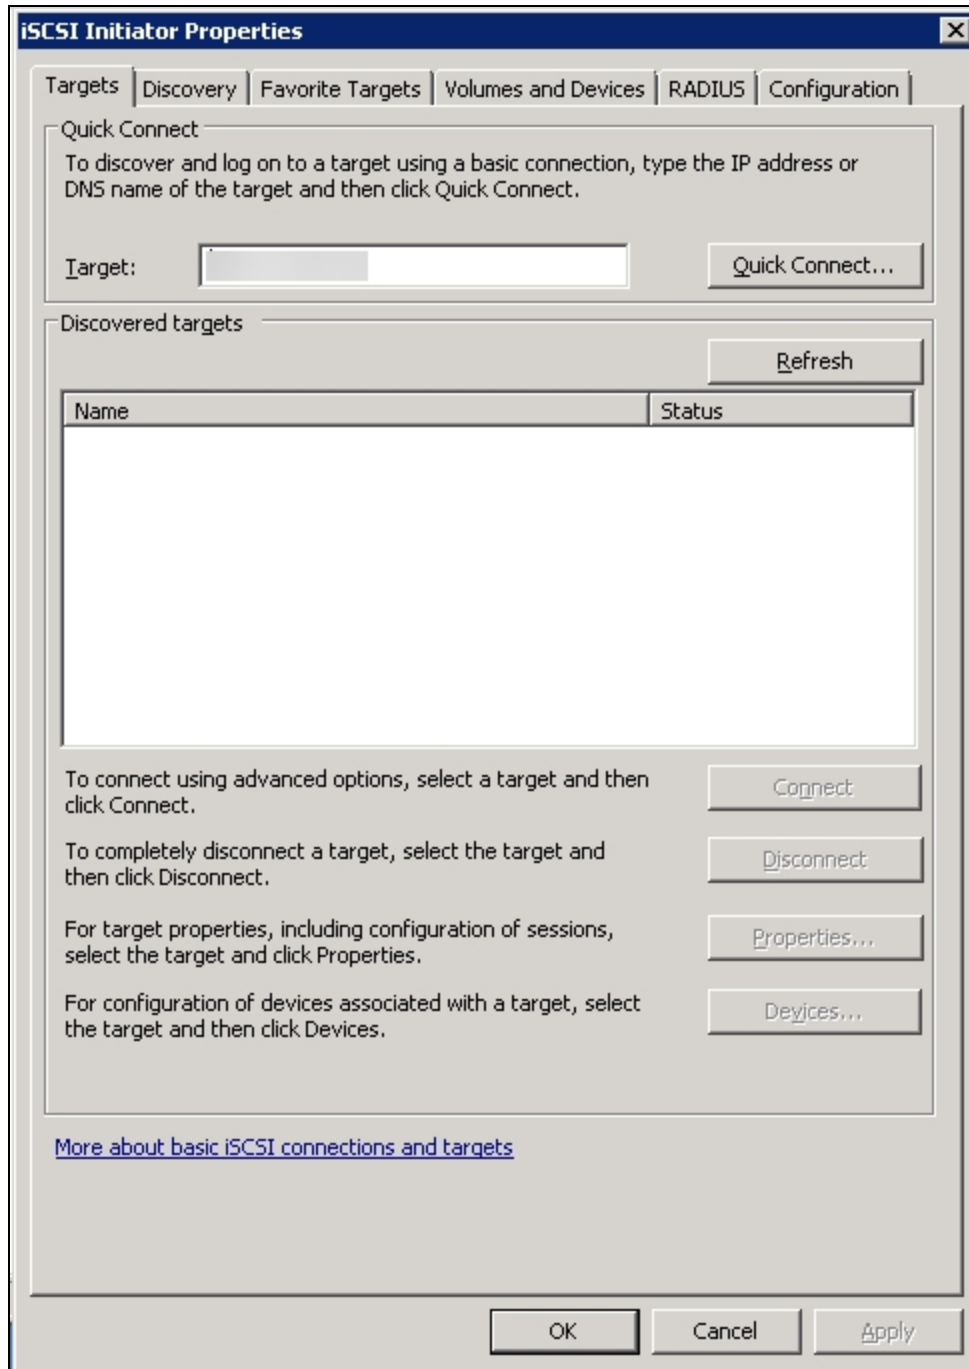 iSCSI Initiator Properties
Targets Discovery Favorite Targets Volumes and Devices RADIUS Configuration
Quick Connect
To discover and log on to a target using a basic connection, type the IP address or
DNS name of the target and then click Quick Connect.
Target:
Quick Connect...
Discovered targets
Refresh
Name Status
To connect using advanced options, select a target and then
click Connect.
Connect
To completely disconnect a target, select the target and
then click Disconnect.
Disconnect
For target properties, including configuration of sessions,
select the target and click Properties.
Properties...
For configuration of devices associated with a target, select
the target and then click Devices.
Devices...
More about basic iSCSI connections and targets
OK Cancel Apply